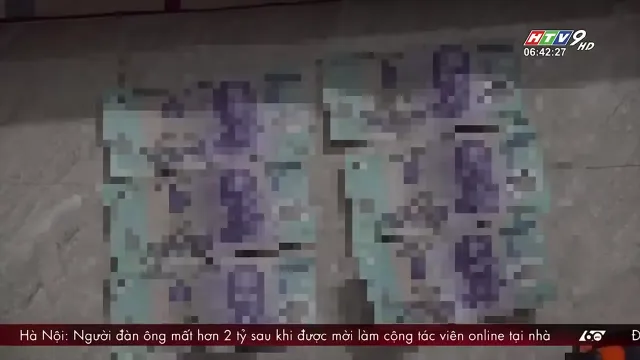 HTV9 HD
06:42:27
Hà Nội: Người đàn ông mất hơn 2 tỷ sau khi được mời làm cộng tác viên online tại nhà